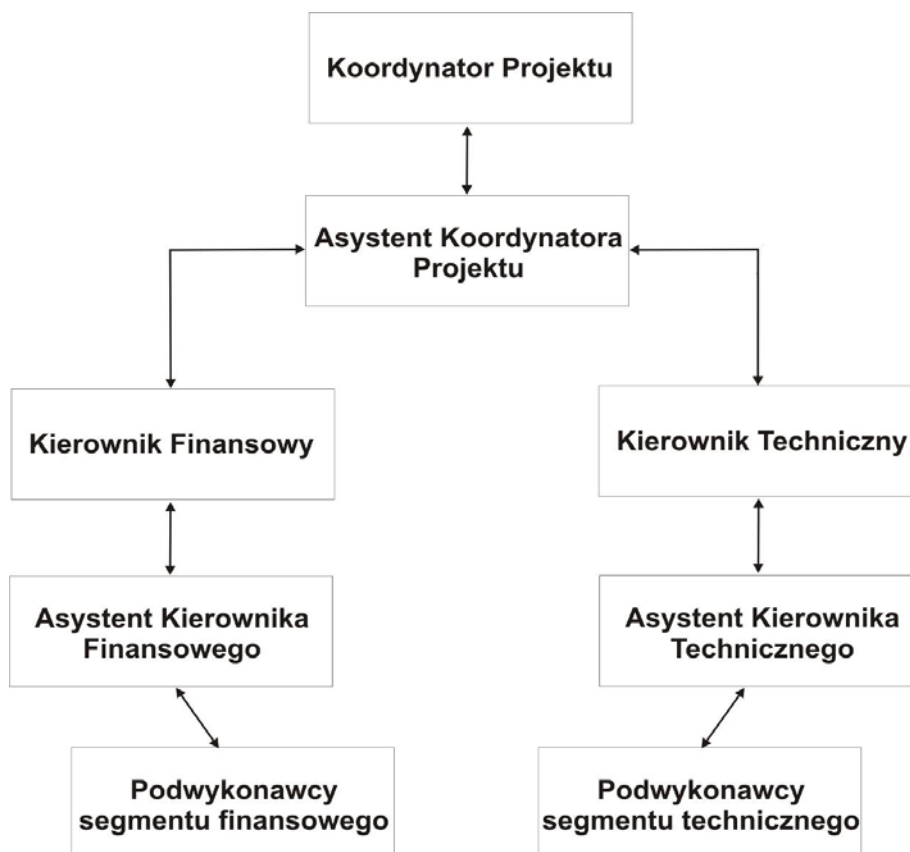 Koordynator Projektu
Asystent Koordynatora
Projektu
Kierownik Finansowy
Kierownik Techniczny
Asystent Kierownika
Finansowego
Asystent Kierownika
Technicznego
Podwykonawcy
segmentu finansowego
Podwykonawcy
segmentu technicznego